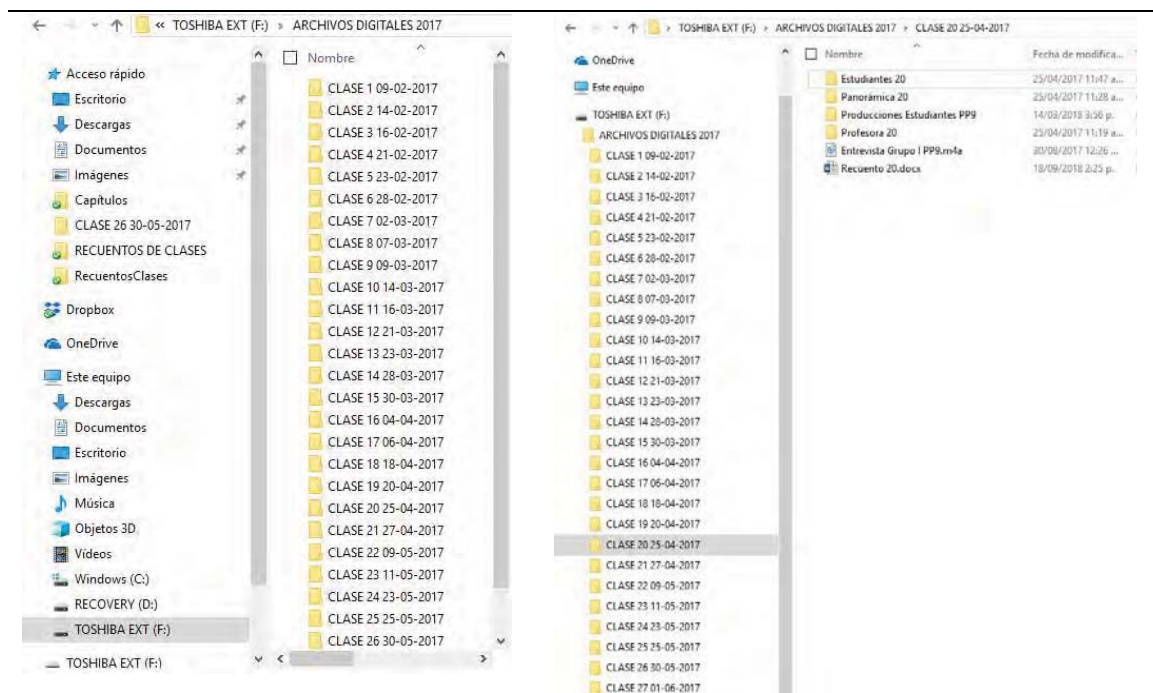 « TOSHIBA EXT (F:) > ARCHIVOS DIGITALES 2017
Acceso rápido
Escritorio
Descargas
Documentos
Imágenes
Capítulos
CLASE 26 30-05-2017
RECUENTOS DE CLASES
RecuentosClases
Dropbox
OneDrive
Este equipo
Descargas
Documentos
Escritorio
Imágenes
Música
Objetos 3D
Vídeos
Windows (C:)
RECOVERY (D:)
TOSHIBA EXT (F:)
TOSHIBA EXT (F:)
Nombre
CLASE 1 09-02-2017
CLASE 2 14-02-2017
CLASE 3 16-02-2017
CLASE 4 21-02-2017
CLASE 5 23-02-2017
CLASE 6 28-02-2017
CLASE 7 02-03-2017
CLASE 8 07-03-2017
CLASE 9 09-03-2017
CLASE 10 14-03-2017
CLASE 11 16-03-2017
CLASE 12 21-03-2017
CLASE 13 23-03-2017
CLASE 14 28-03-2017
CLASE 15 30-03-2017
CLASE 16 04-04-2017
CLASE 17 06-04-2017
CLASE 18 18-04-2017
CLASE 19 20-04-2017
CLASE 20 25-04-2017
CLASE 21 27-04-2017
CLASE 22 09-05-2017
CLASE 23 11-05-2017
CLASE 24 23-05-2017
CLASE 25 25-05-2017
CLASE 26 30-05-2017
> TOSHIBA EXT (F:) > ARCHIVOS DIGITALES 2017 > CLASE 20 25-04-2017
OneDrive
Este equipo
TOSHIBA EXT (F:)
ARCHIVOS DIGITALES 2017
CLASE 1 09-02-2017
CLASE 2 14-02-2017
CLASE 3 16-02-2017
CLASE 4 21-02-2017
CLASE 5 23-02-2017
CLASE 6 28-02-2017
CLASE 7 02-03-2017
CLASE 8 07-03-2017
CLASE 9 09-03-2017
CLASE 10 14-03-2017
CLASE 11 16-03-2017
CLASE 12 21-03-2017
CLASE 13 23-03-2017
CLASE 14 28-03-2017
CLASE 15 30-03-2017
CLASE 16 04-04-2017
CLASE 17 06-04-2017
CLASE 18 18-04-2017
CLASE 19 20-04-2017
CLASE 20 25-04-2017
CLASE 21 27-04-2017
CLASE 22 09-05-2017
CLASE 23 11-05-2017
CLASE 24 23-05-2017
CLASE 25 25-05-2017
CLASE 26 30-05-2017
CLASE 27 01-06-2017
Nombre Fecha de modifica...
Estudiantes 20 25/04/2017 11:47 a...
Panorámica 20 25/04/2017 11:28 a...
Producciones Estudiantes PP9 14/03/2018 3:56 p.
Profesora 20 25/04/2017 11:19 a...
Entrevista Grupo I PP9.m4a 30/08/2017 12:26 ...
Recuento 20.docx 18/09/2018 2:25 p.